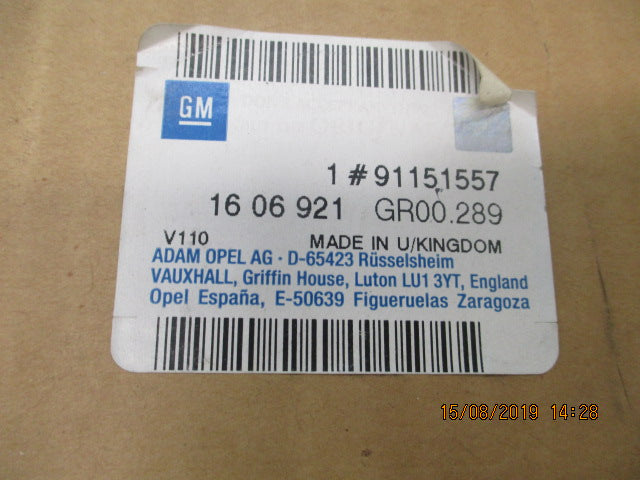 GM
1 # 91151557
16 06 921 GR00.289
V110 MADE IN U/KINGDOM
ADAM OPEL AG · D-65423 Rüsselsheim
VAUXHALL, Griffin House, Luton LU1 3YT, England
Opel España, E-50639 Figueruelas Zaragoza
15/08/2019 14:28